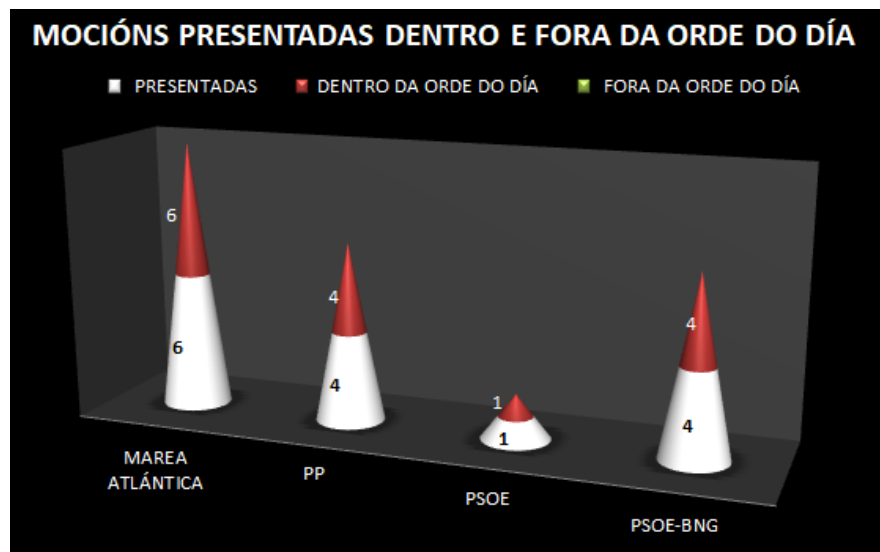 MOCIÓNS PRESENTADAS DENTRO E FORA DA ORDE DO DÍA
PRESENTADAS DENTRO DA ORDE DO DÍA FORA DA ORDE DO DÍA
6
4
4
1
6
4
1
4
MAREA
ATLÁNTICA
PP
PSOE
PSOE-BNG